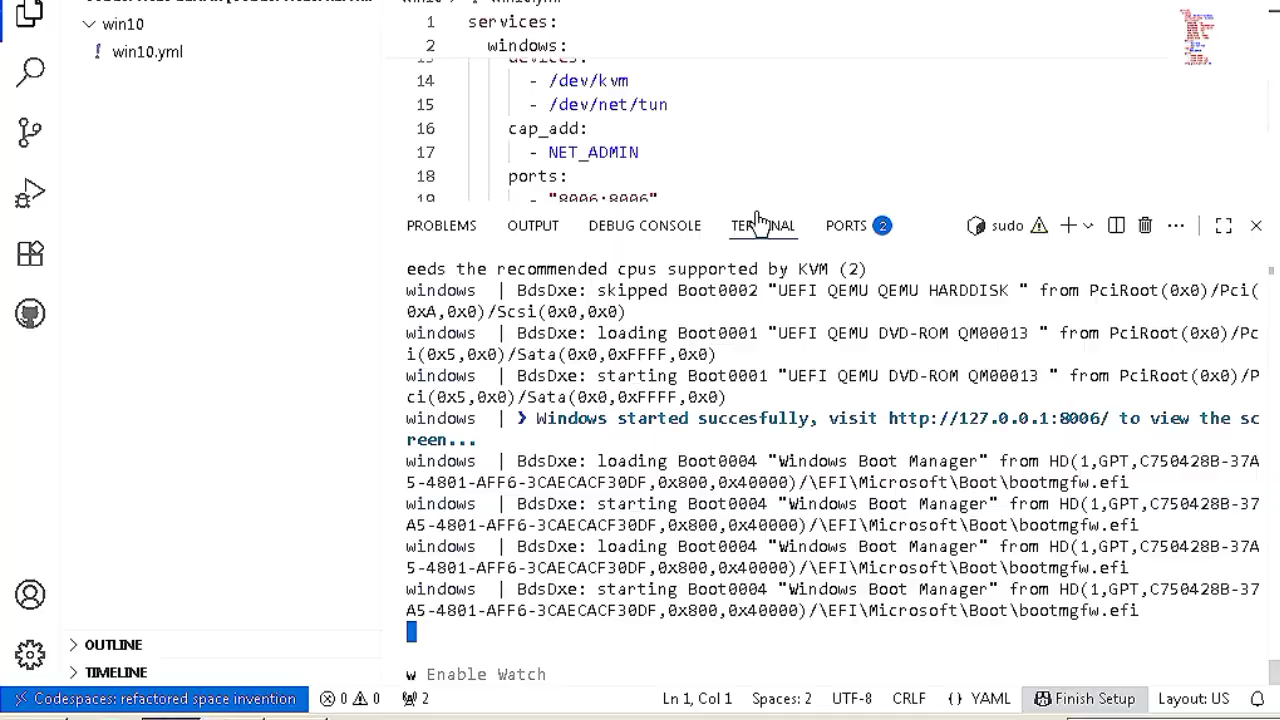 win10
! win10.yml
1 services:
2 windows:
devices:
14 - /dev/kvm
15 - /dev/net/tun
16 cap_add:
17 - NET_ADMIN
18 ports:
19 - "8006:8006"
PROBLEMS OUTPUT DEBUG CONSOLE TERMINAL PORTS 2 sudo
eeds the recommended cpus supported by KVM (2)
windows | BdsDxe: skipped Boot0002 "UEFI QEMU QEMU HARDDISK " from PciRoot(0x0)/Pci(
0xA,0x0)/Scsi(0x0,0x0)
windows | BdsDxe: loading Boot0001 "UEFI QEMU DVD-ROM QM00013 " from PciRoot(0x0)/Pc
i(0x5,0x0)/Sata(0x0,0xFFFF,0x0)
windows | BdsDxe: starting Boot0001 "UEFI QEMU DVD-ROM QM00013 " from PciRoot(0x0)/P
ci(0x5,0x0)/Sata(0x0,0xFFFF,0x0)
windows | ❯ Windows started succesfully, visit http://127.0.0.1:8006/ to view the sc
reen...
windows | BdsDxe: loading Boot0004 "Windows Boot Manager" from HD(1,GPT,C750428B-37A
5-4801-AFF6-3CAECACF30DF,0x800,0x40000)/\EFI\Microsoft\Boot\bootmgfw.efi
windows | BdsDxe: starting Boot0004 "Windows Boot Manager" from HD(1,GPT,C750428B-37
A5-4801-AFF6-3CAECACF30DF,0x800,0x40000)/\EFI\Microsoft\Boot\bootmgfw.efi
windows | BdsDxe: loading Boot0004 "Windows Boot Manager" from HD(1,GPT,C750428B-37A
5-4801-AFF6-3CAECACF30DF,0x800,0x40000)/\EFI\Microsoft\Boot\bootmgfw.efi
windows | BdsDxe: starting Boot0004 "Windows Boot Manager" from HD(1,GPT,C750428B-37
A5-4801-AFF6-3CAECACF30DF,0x800,0x40000)/\EFI\Microsoft\Boot\bootmgfw.efi
w Enable Watch
OUTLINE
TIMELINE
Codespaces: refactored space invention 0 0 2 Ln 1, Col 1 Spaces: 2 UTF-8 CRLF {} YAML Finish Setup Layout: US